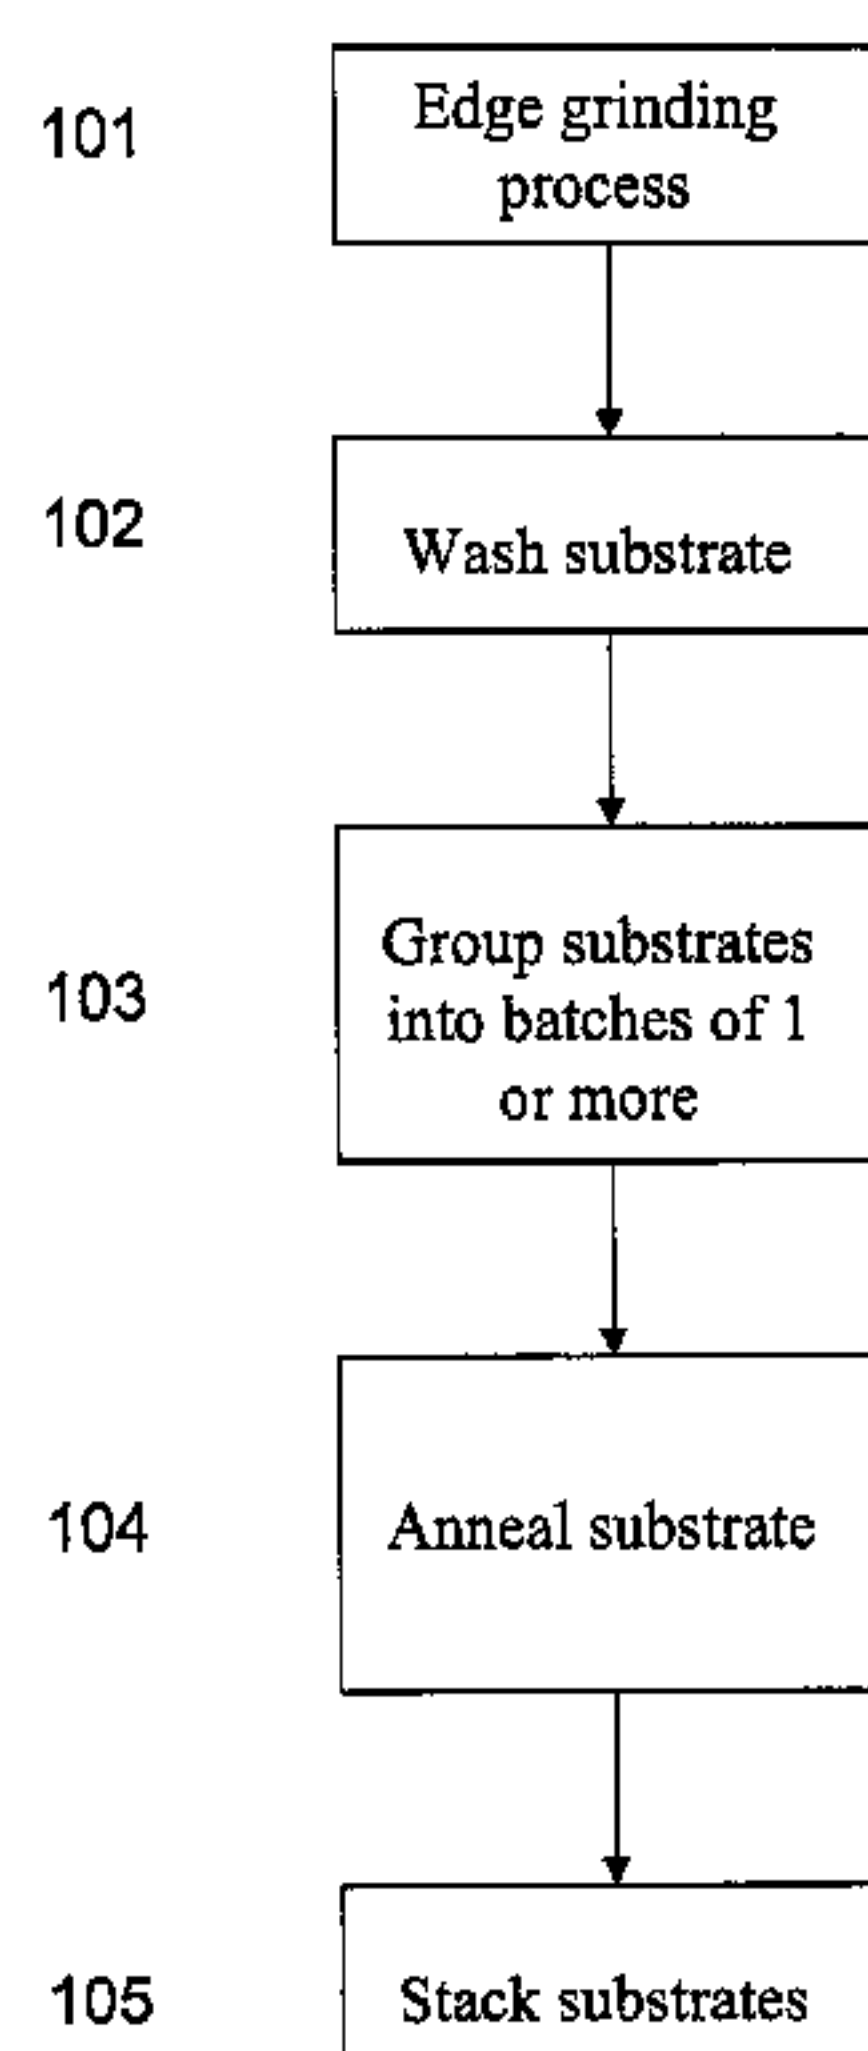 101
Edge grinding
process
102
Wash substrate
103
Group substrates
into batches of 1
or more
104
Anneal substrate
105
Stack substrates